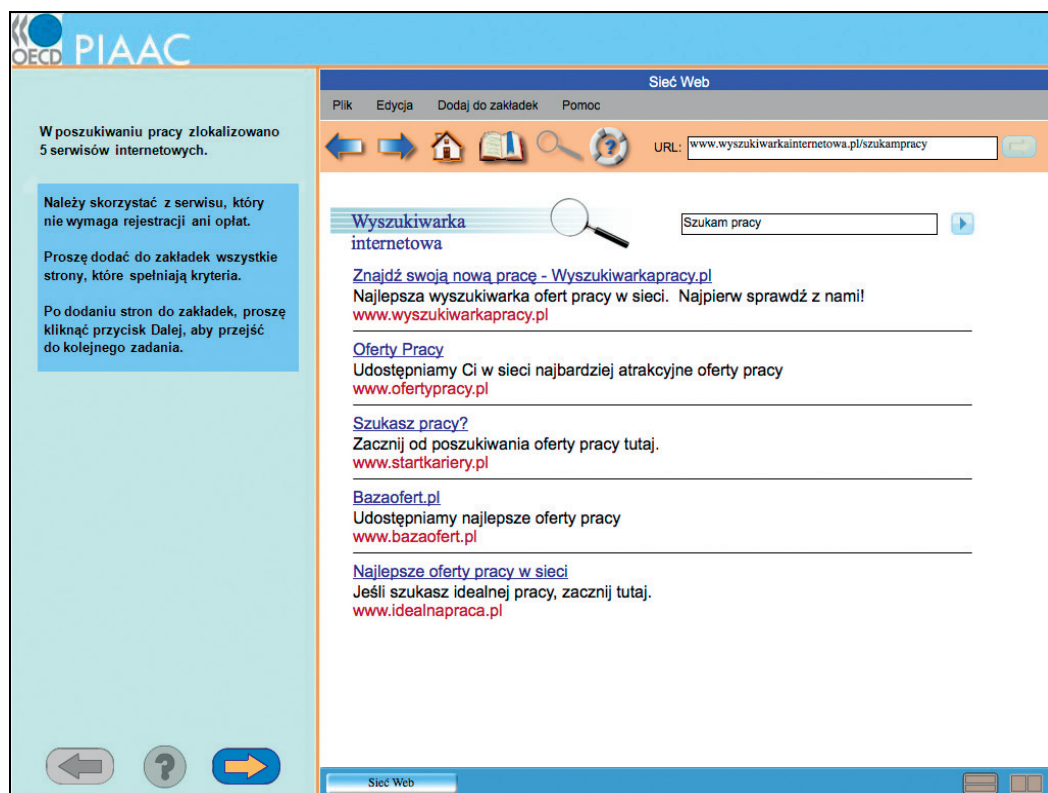 OECD PIAAC
W poszukiwaniu pracy zlokalizowano
5 serwisów internetowych.
Należy skorzystać z serwisu, który
nie wymaga rejestracji ani opłat.
Proszę dodać do zakładek wszystkie
strony, które spełniają kryteria.
Po dodaniu stron do zakładek, proszę
kliknąć przycisk Dalej, aby przejść
do kolejnego zadania.
?
Sieć Web
Plik Edycja Dodaj do zakładek Pomoc
? URL: www.wyszukiwarkainternetowa.pl/szukampracy
Wyszukiwarka
internetowa
Szukam pracy
Znajdź swoją nową pracę - Wyszukiwarkapracy.pl
Najlepsza wyszukiwarka ofert pracy w sieci. Najpierw sprawdź z nami!
www.wyszukiwarkapracy.pl
Oferty Pracy
Udostępniamy Ci w sieci najbardziej atrakcyjne oferty pracy
www.ofertypracy.pl
Szukasz pracy?
Zacznij od poszukiwania oferty pracy tutaj.
www.startkariery.pl
Bazaofert.pl
Udostępniamy najlepsze oferty pracy
www.bazaofert.pl
Najlepsze oferty pracy w sieci
Jeśli szukasz idealnej pracy, zacznij tutaj.
www.idealnapraca.pl
Sieć Web